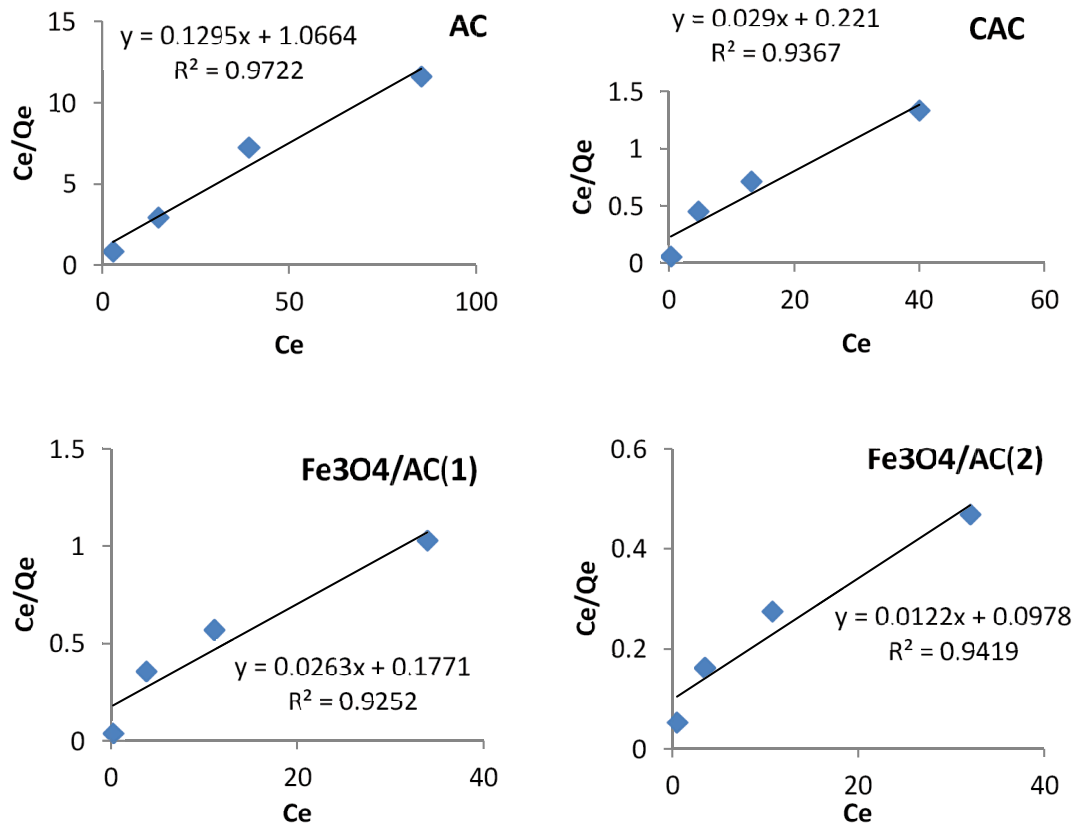 AC
y = 0.1295x + 1.0664
R² = 0.9722
15
10
5
0
Ce/Qe
0 50 100
Ce
CAC
y = 0.029x + 0.221
R² = 0.9367
1.5
1
0.5
0
Ce/Qe
0 20 40 60
Ce
Fe3O4/AC(1)
1.5
1
0.5
0
Ce/Qe
y = 0.0263x + 0.1771
R² = 0.9252
0 20 40
Ce
Fe3O4/AC(2)
0.6
0.4
0.2
0
Ce/Qe
y = 0.0122x + 0.0978
R² = 0.9419
0 20 40
Ce